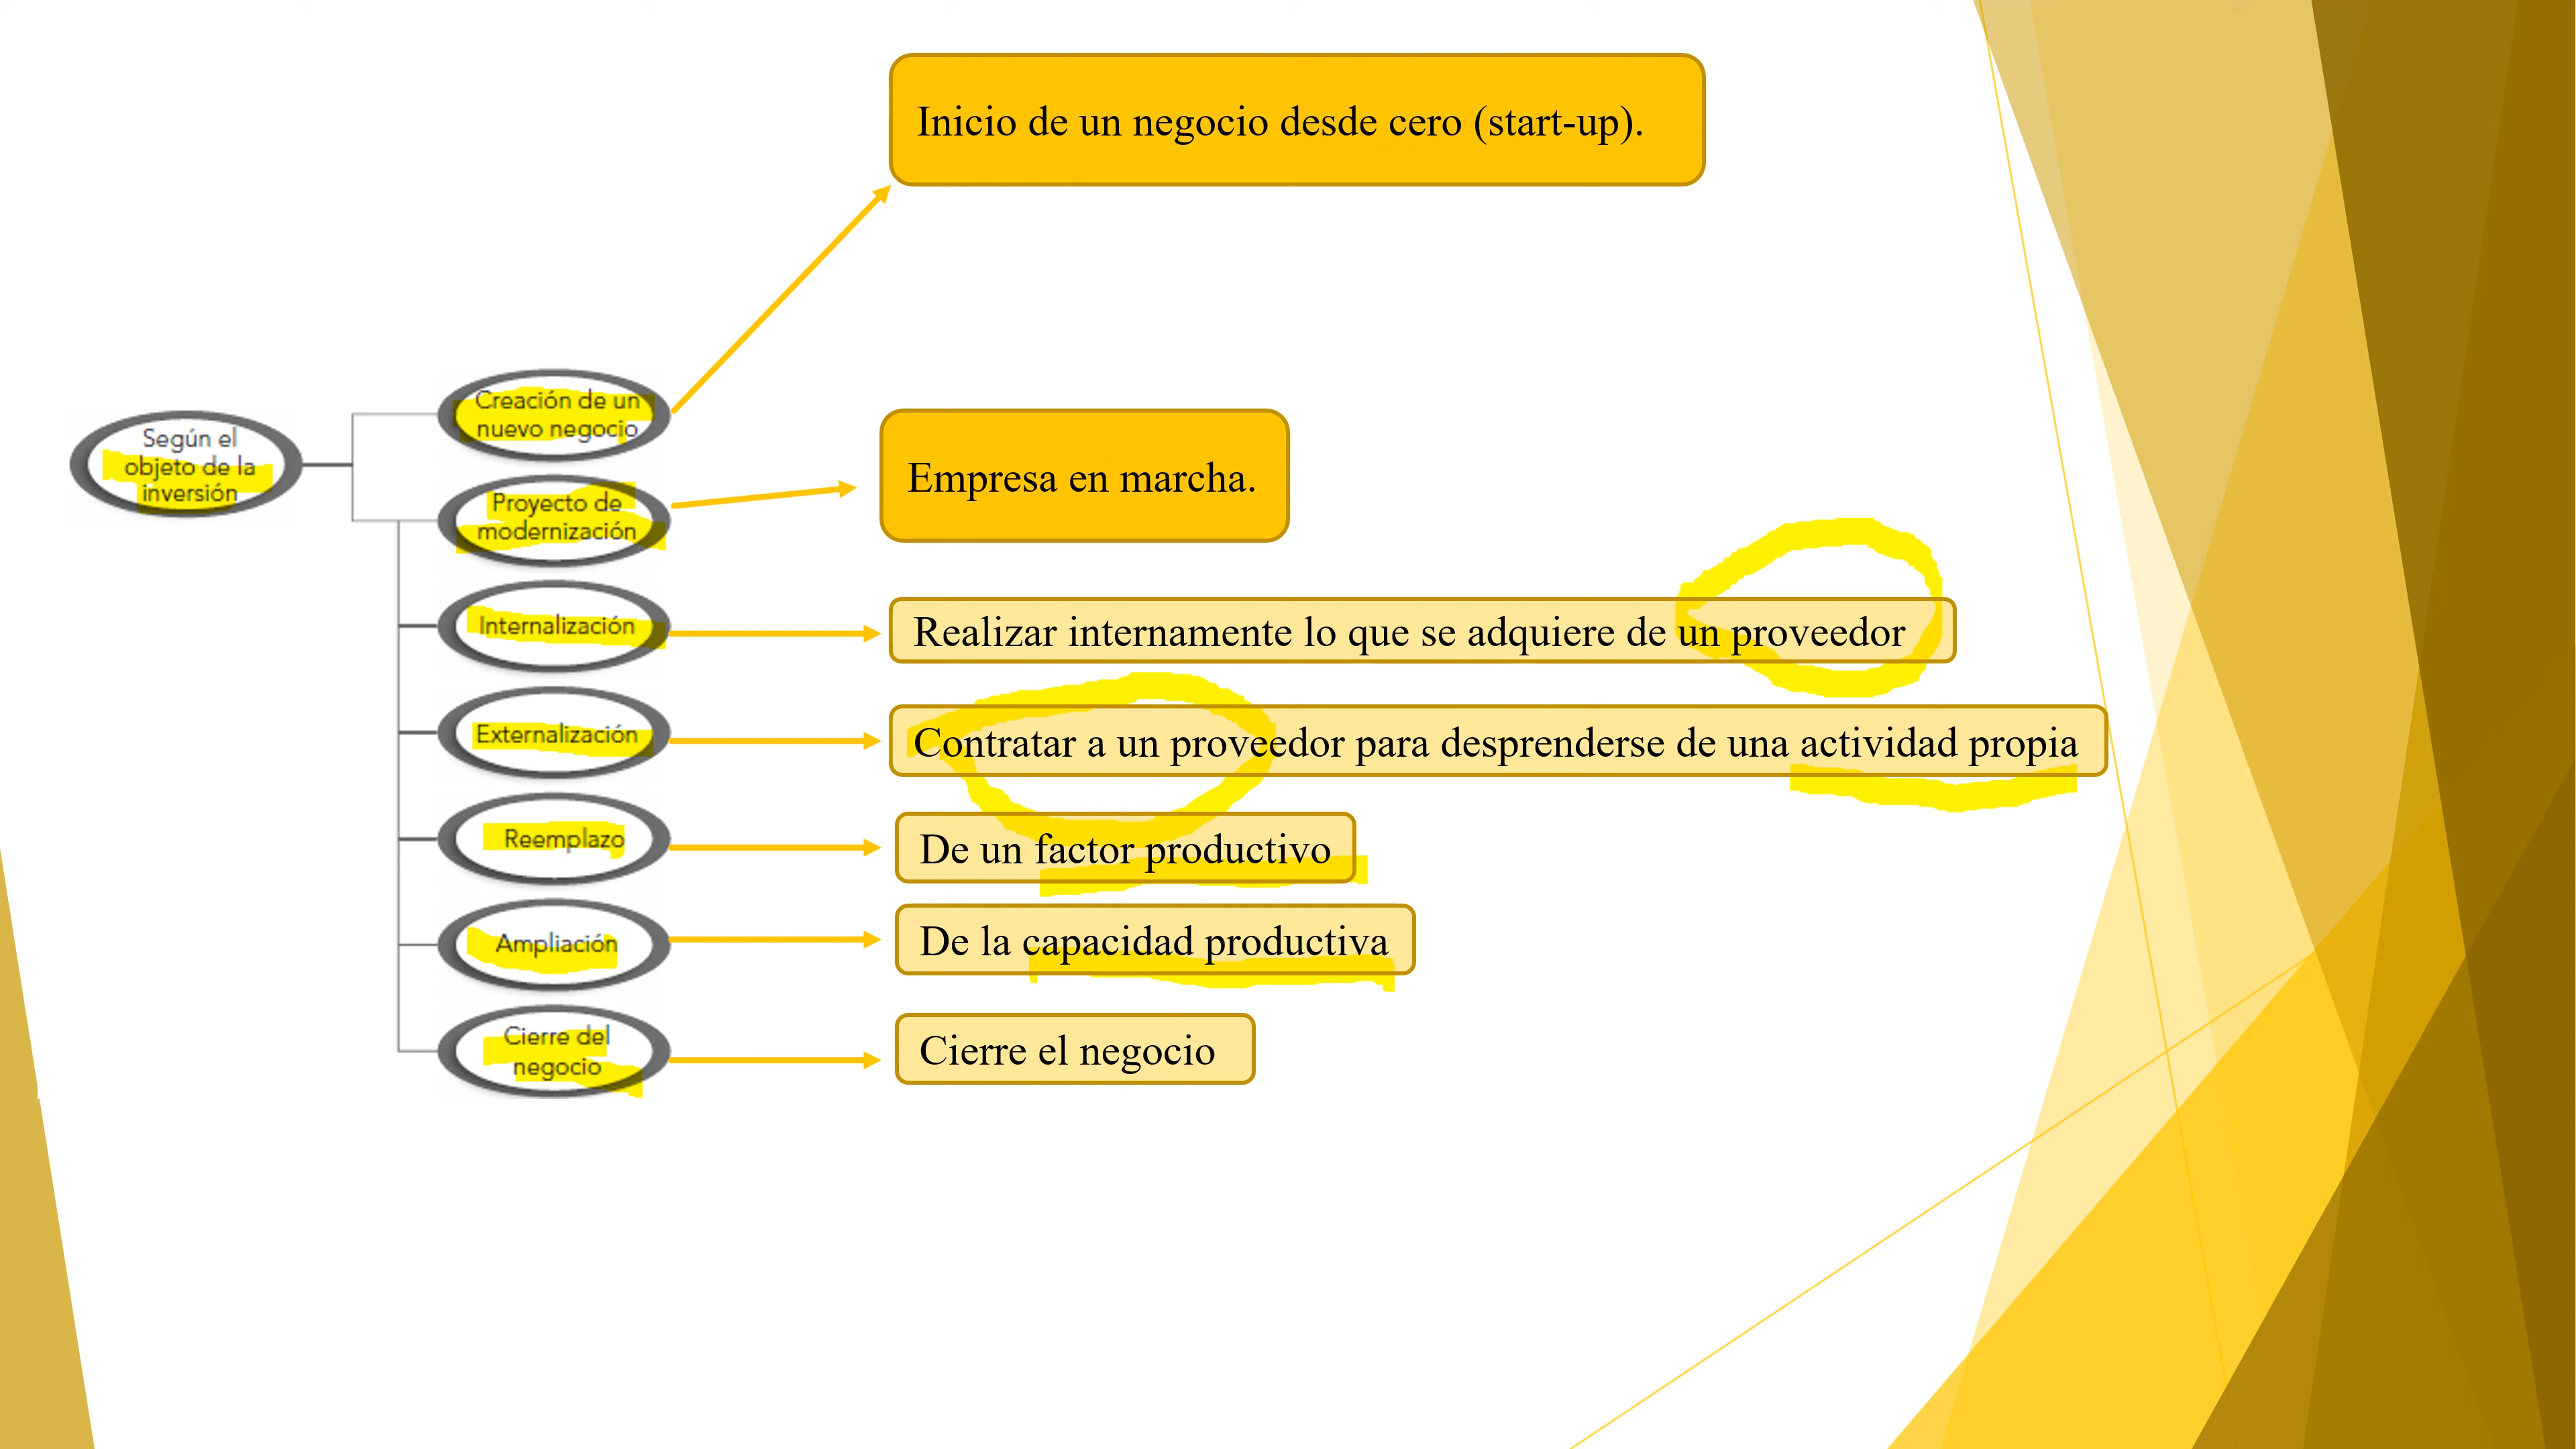 Inicio de un negocio desde cero (start-up).
Según el
objeto de la
inversión
Creación de un
nuevo negocio
Proyecto de
modernización
Empresa en marcha.
Internalización
Realizar internamente lo que se adquiere de un proveedor
Externalización
Contratar a un proveedor para desprenderse de una actividad propia
Reemplazo
De un factor productivo
Ampliación
De la capacidad productiva
Cierre del
negocio
Cierre el negocio